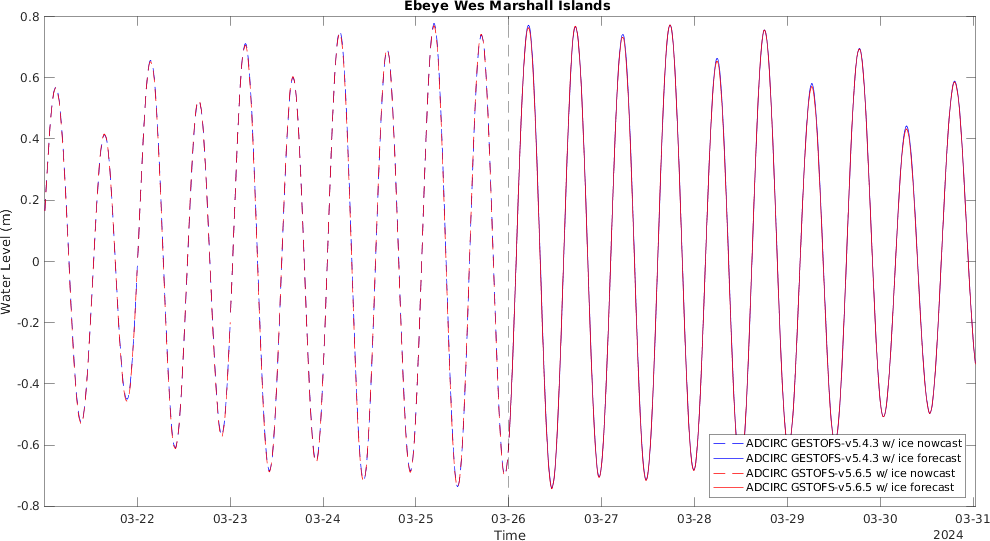 Ebeye Wes Marshall Islands
0.8
0.6
0.4
0.2
0
-0.2
-0.4
-0.6
-0.8
Water Level (m)
ADCIRC GESTOFS-v5.4.3 w/ ice nowcast
ADCIRC GESTOFS-v5.4.3 w/ ice forecast
ADCIRC GSTOFS-v5.6.5 w/ ice nowcast
ADCIRC GSTOFS-v5.6.5 w/ ice forecast
03-22 03-23 03-24 03-25 03-26 03-27 03-28 03-29 03-30 03-31
Time
2024